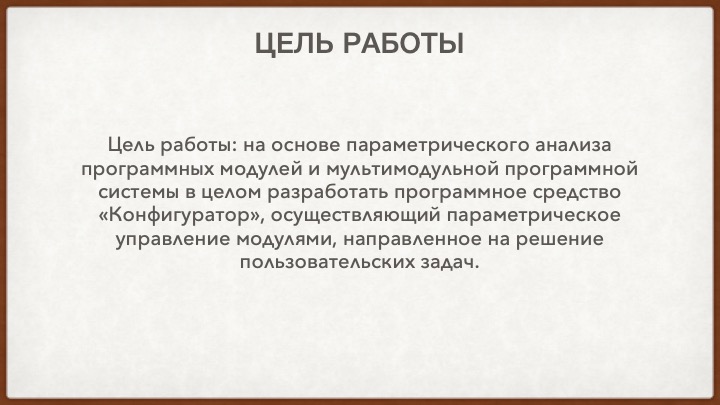 ЦЕЛЬ РАБОТЫ
Цель работы: на основе параметрического анализа
программных модулей и мультимодульной программной
системы в целом разработать программное средство
«Конфигуратор», осуществляющий параметрическое
управление модулями, направленное на решение
пользовательских задач.